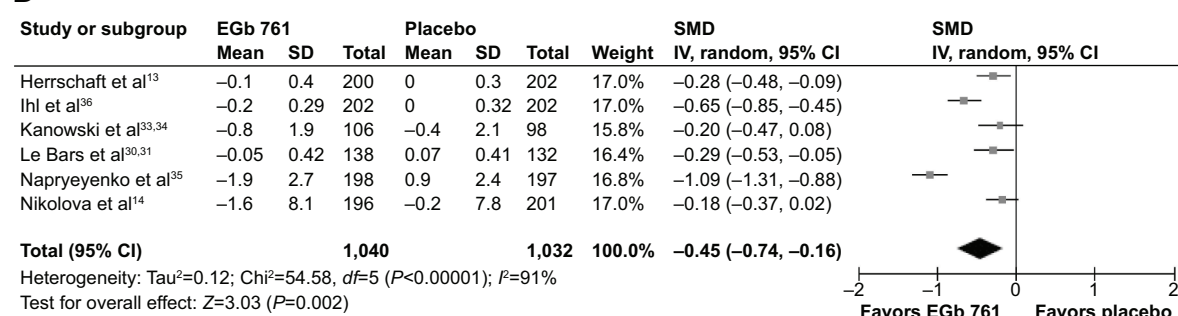 Study or subgroup EGb 761 Placebo SMD SMD
Mean SD Total Mean SD Total Weight IV, random, 95% CI IV, random, 95% CI
Herrschaft et al¹³ –0.1 0.4 200 0 0.3 202 17.0% –0.28 (–0.48, –0.09)
Ihl et al³⁶ –0.2 0.29 202 0 0.32 202 17.0% –0.65 (–0.85, –0.45)
Kanowski et al³³,³⁴ –0.8 1.9 106 –0.4 2.1 98 15.8% –0.20 (–0.47, 0.08)
Le Bars et al³⁰,³¹ –0.05 0.42 138 0.07 0.41 132 16.4% –0.29 (–0.53, –0.05)
Napryeyenko et al³⁵ –1.9 2.7 198 0.9 2.4 197 16.8% –1.09 (–1.31, –0.88)
Nikolova et al¹⁴ –1.6 8.1 196 –0.2 7.8 201 17.0% –0.18 (–0.37, 0.02)
Total (95% CI) 1,040 1,032 100.0% –0.45 (–0.74, –0.16)
Heterogeneity: Tau²=0.12; Chi²=54.58, df=5 (P<0.00001); I²=91%
Test for overall effect: Z=3.03 (P=0.002)
–2 –1 0 1 2
Favors EGb 761 Favors placebo